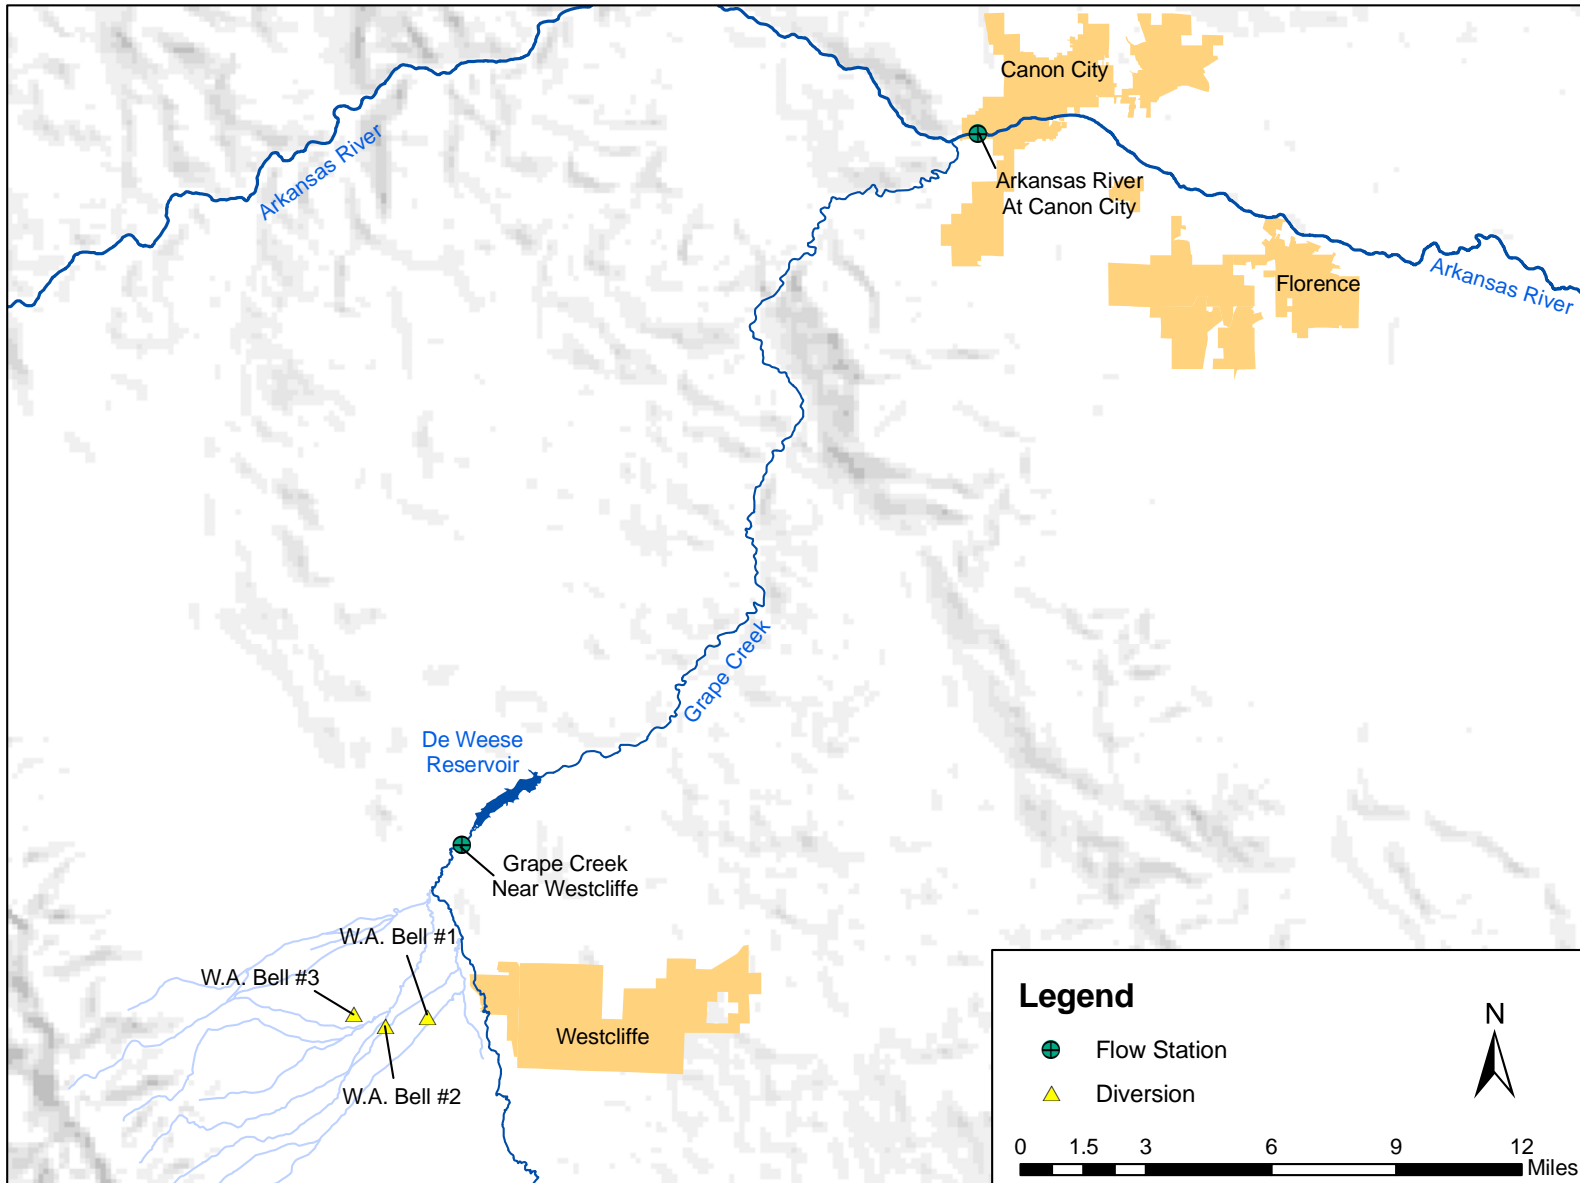 Canon City
Arkansas River
Arkansas River
At Canon City
Arkansas River
Florence
Grape Creek
De Weese
Reservoir
Grape Creek
Near Westcliffe
W.A. Bell #1
W.A. Bell #3
W.A. Bell #2
Westcliffe
Legend
Flow Station
Diversion
N
0 1.5 3 6 9 12
Miles